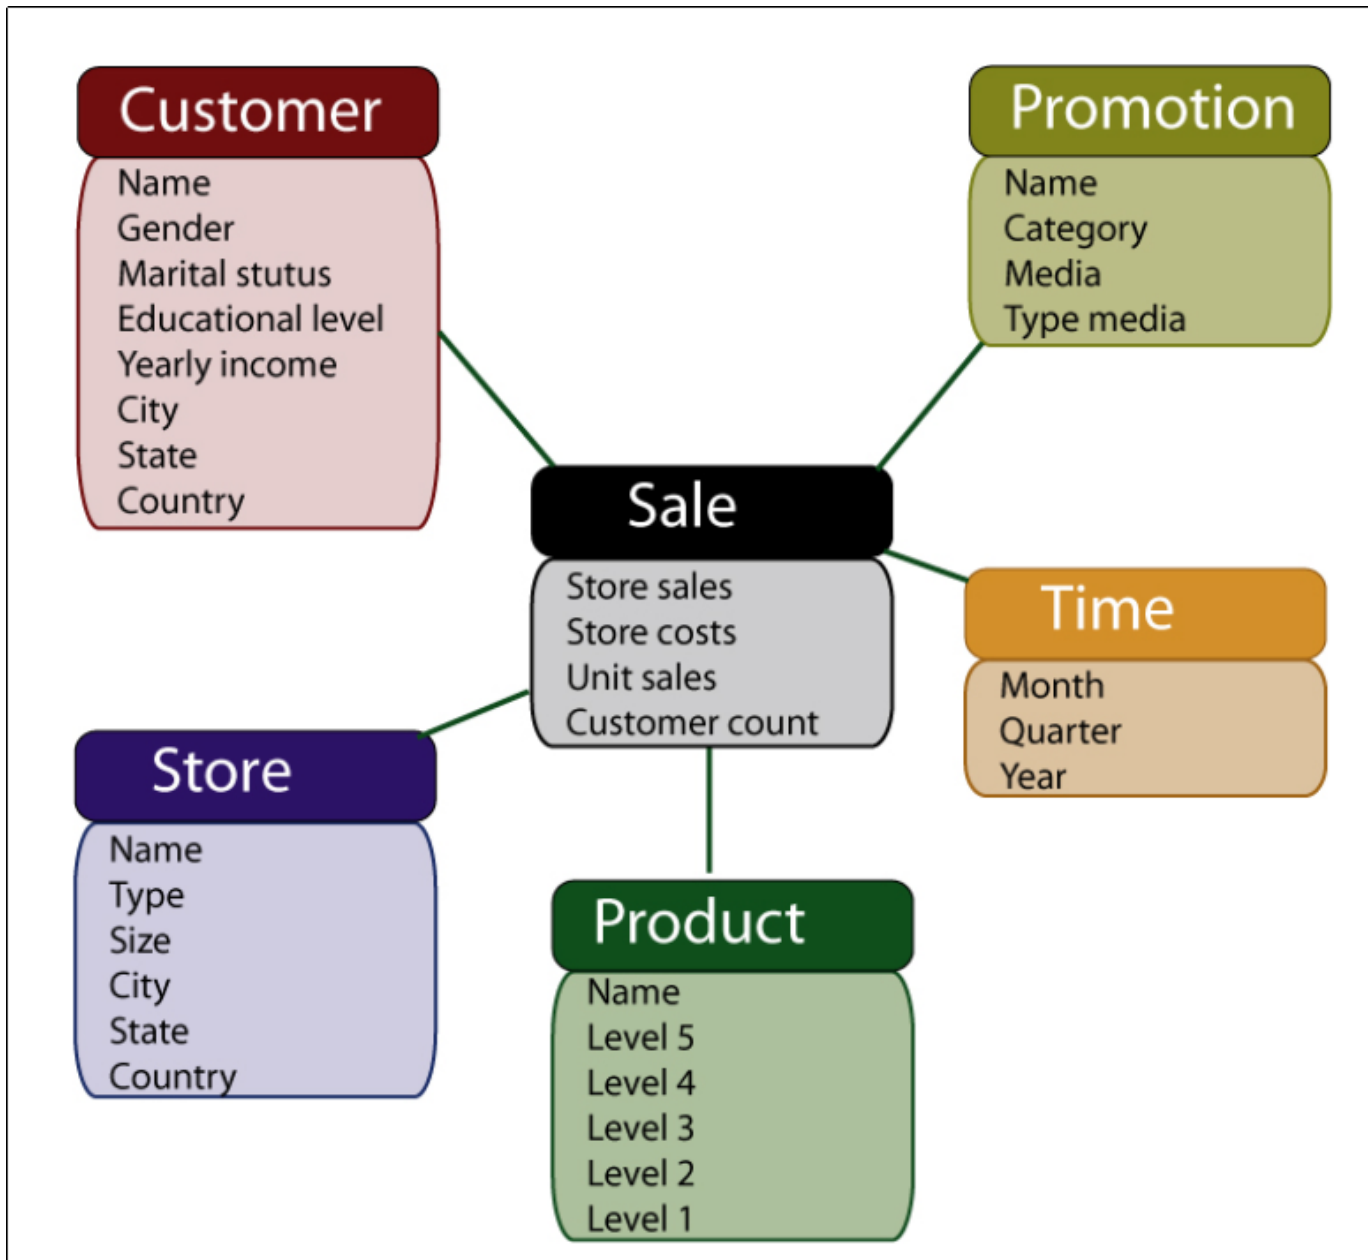 Customer
Name
Gender
Marital stutus
Educational level
Yearly income
City
State
Country
Promotion
Name
Category
Media
Type media
Sale
Store sales
Store costs
Unit sales
Customer count
Time
Month
Quarter
Year
Store
Name
Type
Size
City
State
Country
Product
Name
Level 5
Level 4
Level 3
Level 2
Level 1